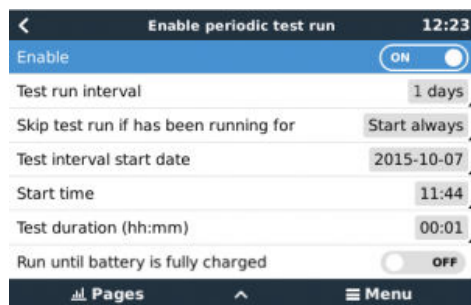 Enable periodic test run 12:23
Enable ON
Test run interval 1 days
Skip test run if has been running for Start always
Test interval start date 2015-10-07
Start time 11:44
Test duration (hh:mm) 00:01
Run until battery is fully charged OFF
Pages Menu